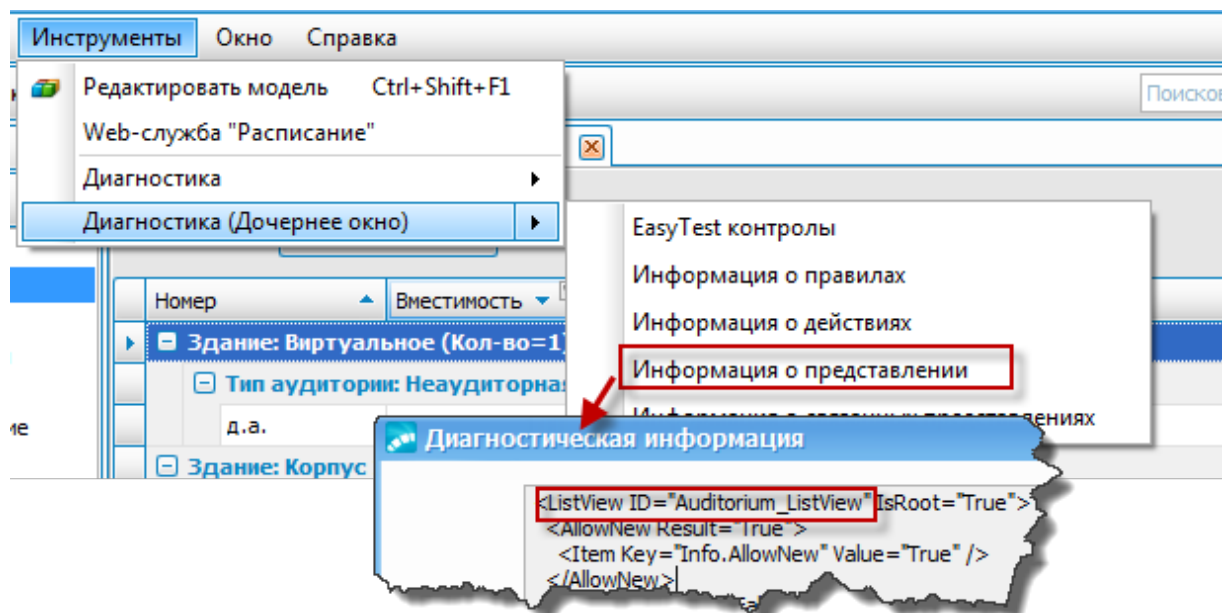 Инструменты Окно Справка
Редактировать модель Ctrl+Shift+F1
Поисков
Web-служба "Расписание"
Диагностика
Диагностика (Дочернее окно)
EasyTest контролы
Информация о правилах
Информация о действиях
Информация о представлении
Номер Вместимость
Здание: Виртуальное (Кол-во=1)
Тип аудитории: Неаудиторная
д.а.
Здание: Корпус
Диагностическая информация
<ListView ID="Auditorium_ListView" IsRoot="True">
<AllowNew Result="True">
<Item Key="Info.AllowNew" Value="True" />
</AllowNew>